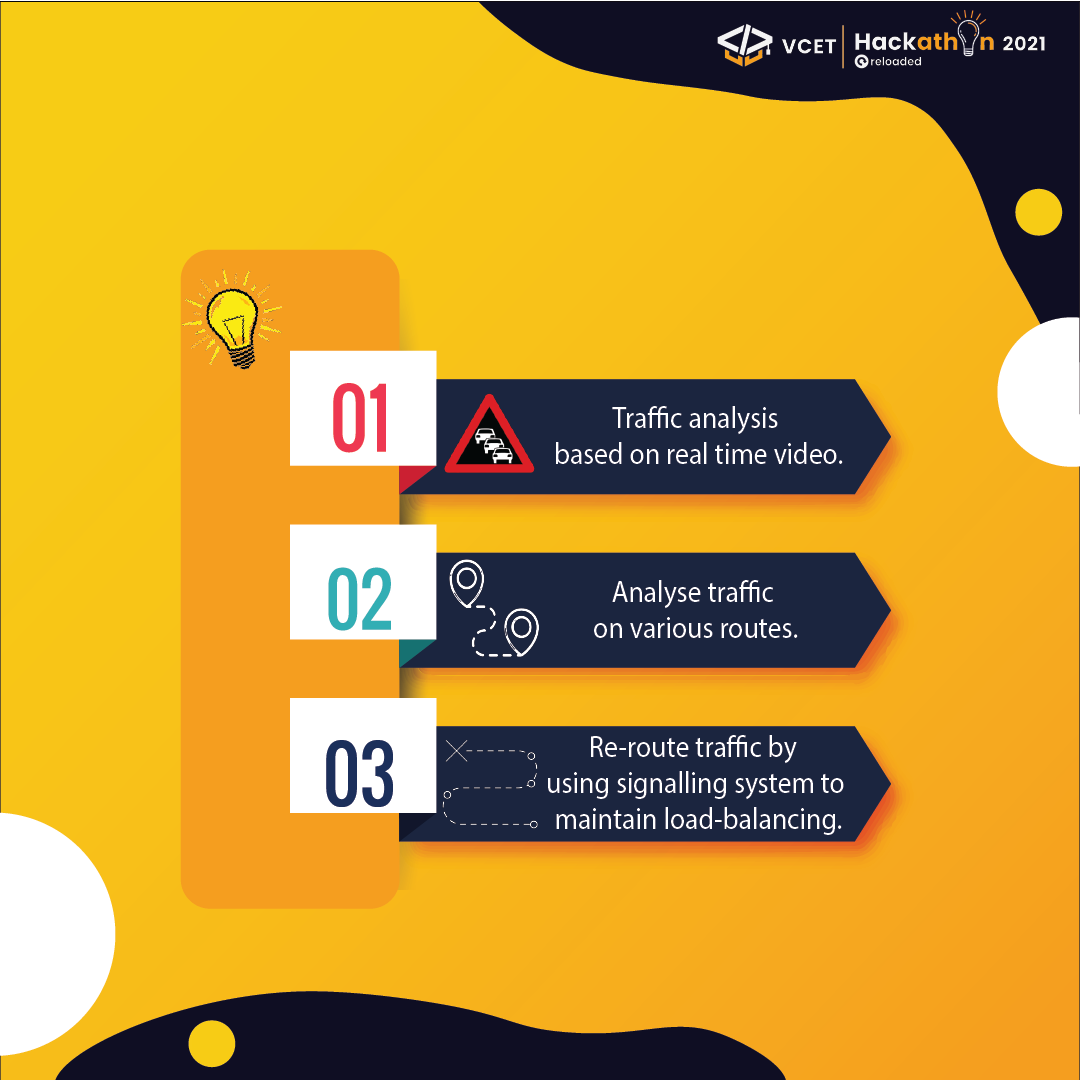 VCET
Hackathon 2021
reloaded
01
Traffic analysis
based on real time video.
02
Analyse traffic
on various routes.
03
Re-route traffic by
using signalling system to
maintain load-balancing.